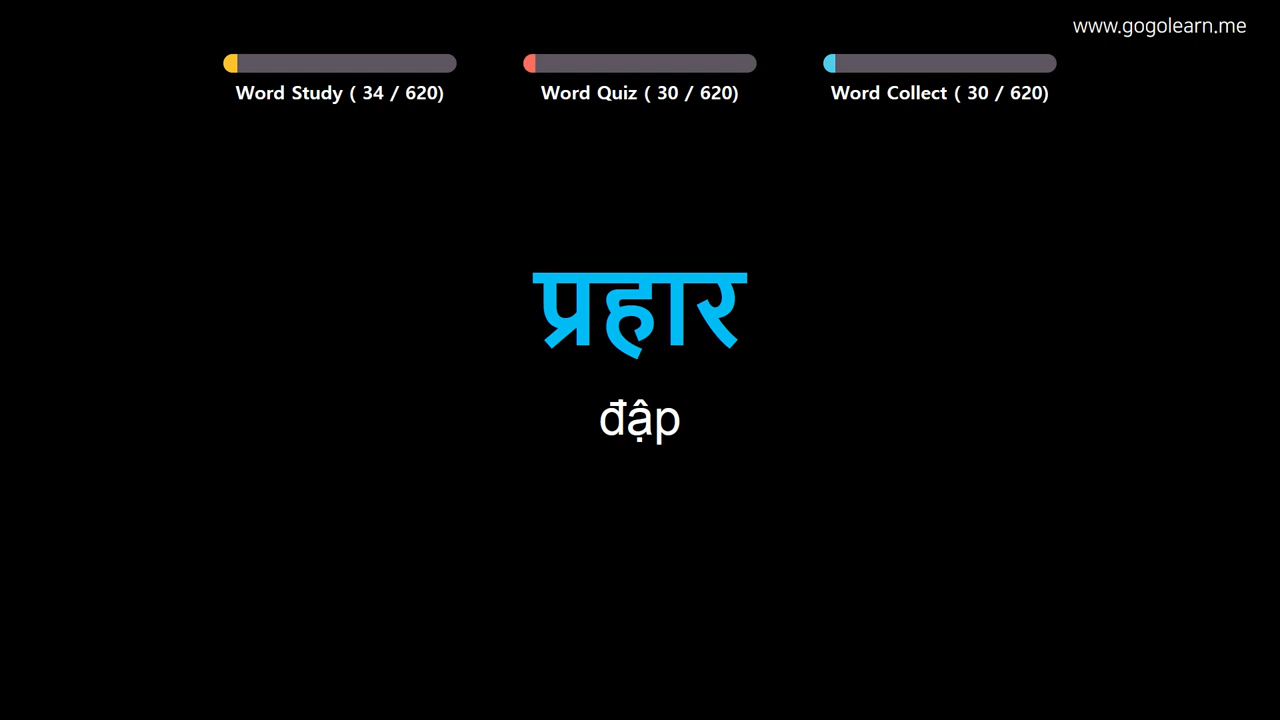 www.gogolearn.me
Word Study ( 34 / 620)
Word Quiz ( 30 / 620)
Word Collect ( 30 / 620)
प्रहार
đập